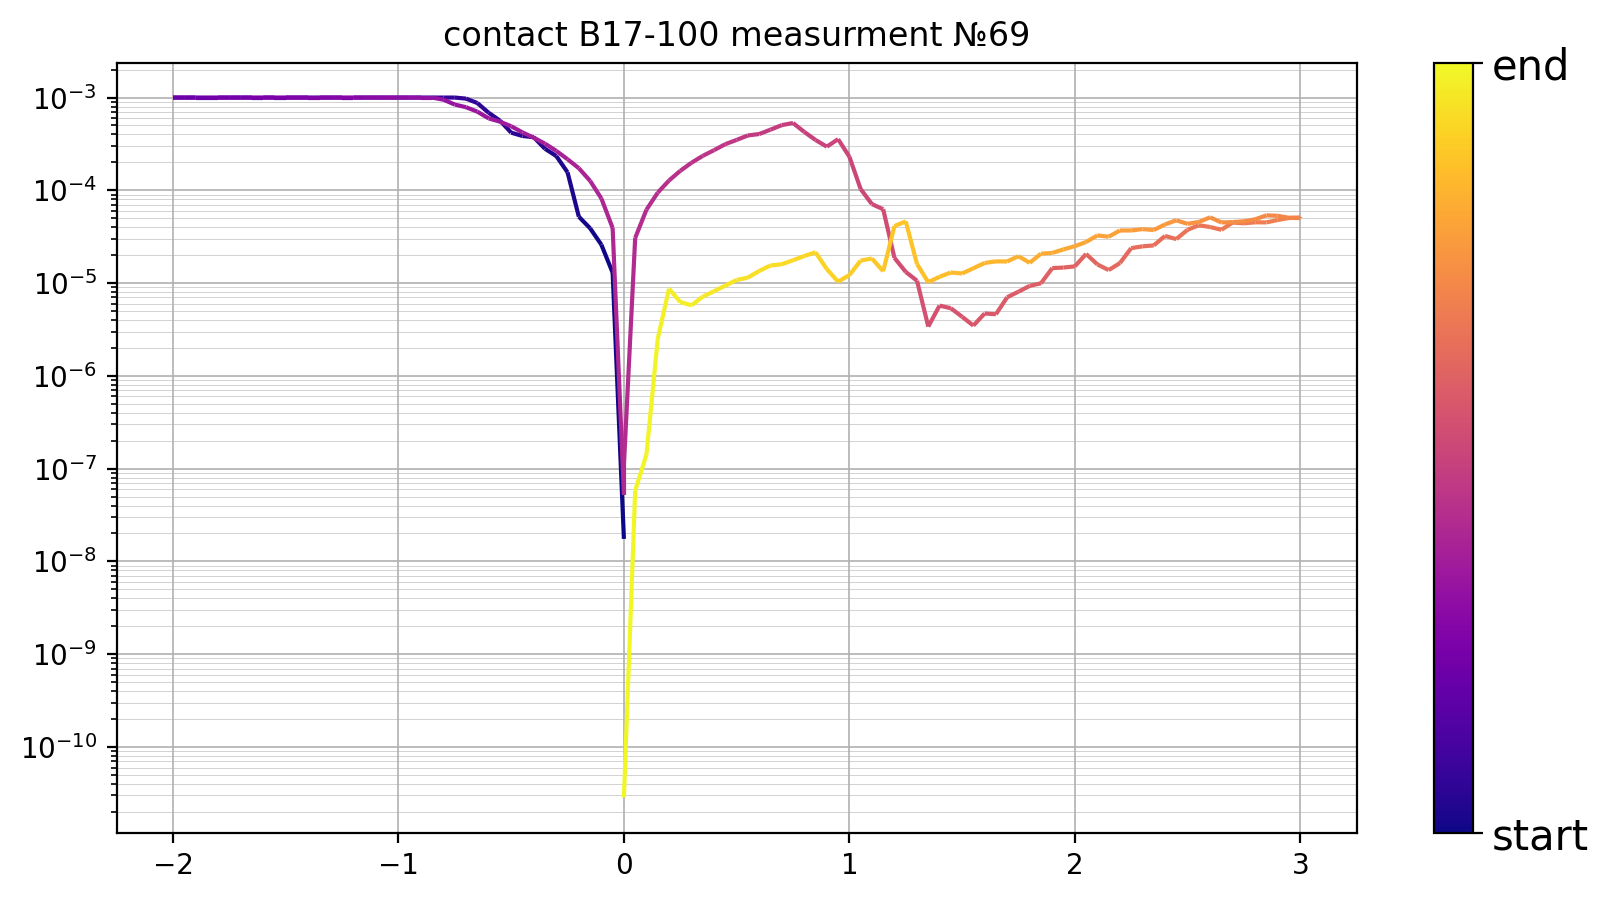 contact B17-100 measurment №69
10⁻³
10⁻⁴
10⁻⁵
10⁻⁶
10⁻⁷
10⁻⁸
10⁻⁹
10⁻¹⁰
−2 −1 0 1 2 3
end
start